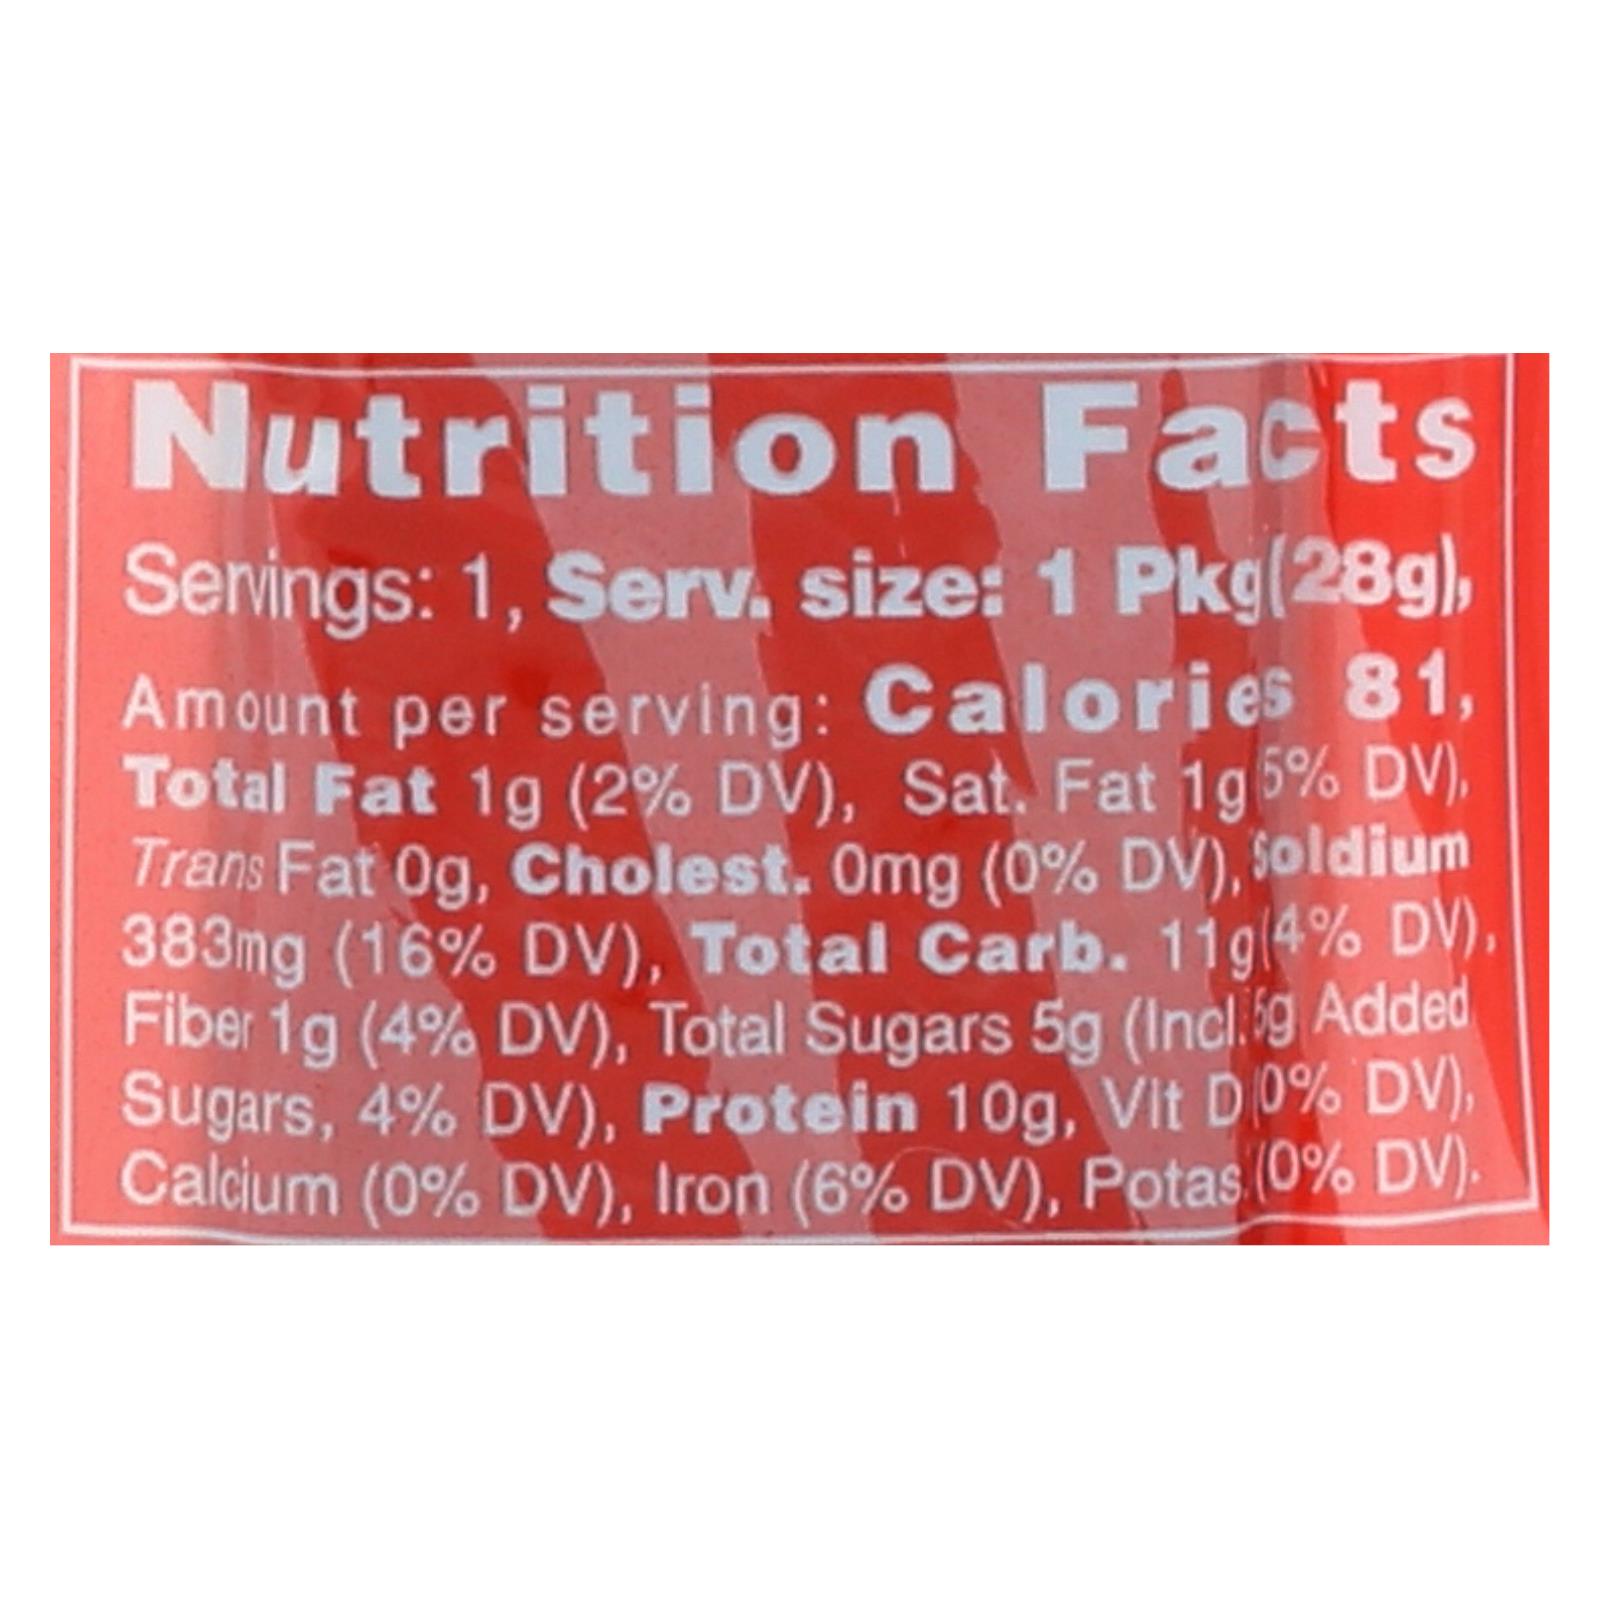 Nutrition Facts
Servings: 1, Serv. size: 1 Pkg(28g),
Amount per serving: Calories 81,
Total Fat 1g (2% DV), Sat. Fat 1g(5% DV),
Trans Fat 0g, Cholest. 0mg (0% DV), Soldium
383mg (16% DV), Total Carb. 11g(4% DV),
Fiber 1g (4% DV), Total Sugars 5g (Incl. 5g Added
Sugars, 4% DV), Protein 10g, Vit D(0% DV),
Calcium (0% DV), Iron (6% DV), Potas.(0% DV).